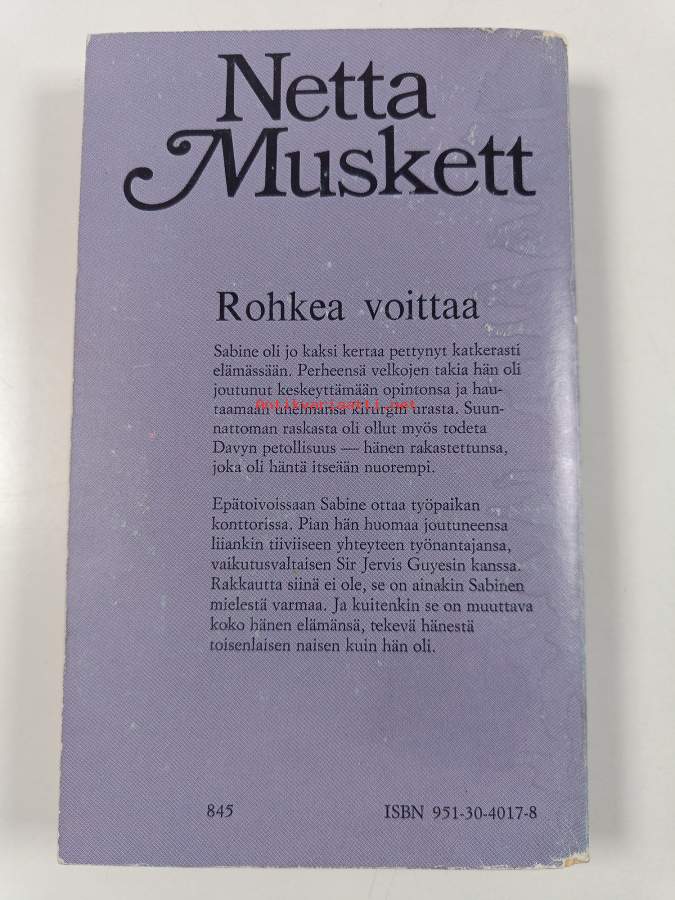 Netta
Muskett
Rohkea voittaa
Sabine oli jo kaksi kertaa pettynyt katkerasti
elämässään. Perheensä velkojen takia hän oli
joutunut keskeyttämään opintonsa ja hau-
taamaan unelmansa kirurgin urasta. Suun-
Antikvariaatti.net
nattoman raskasta oli ollut myös todeta
Davyn petollisuus — hänen rakastettunsa,
joka oli häntä itseään nuorempi.
Epätoivoissaan Sabine ottaa työpaikan
konttorissa. Pian hän huomaa joutuneensa
liiankin tiiviiseen yhteyteen työnantajansa,
vaikutusvaltaisen Sir Jervis Guyesin kanssa.
Rakkautta siinä ei ole, se on ainakin Sabinen
mielestä varmaa. Ja kuitenkin se on muuttava
koko hänen elämänsä, tekevä hänestä
toisenlaisen naisen kuin hän oli.
845 ISBN 951-30-4017-8